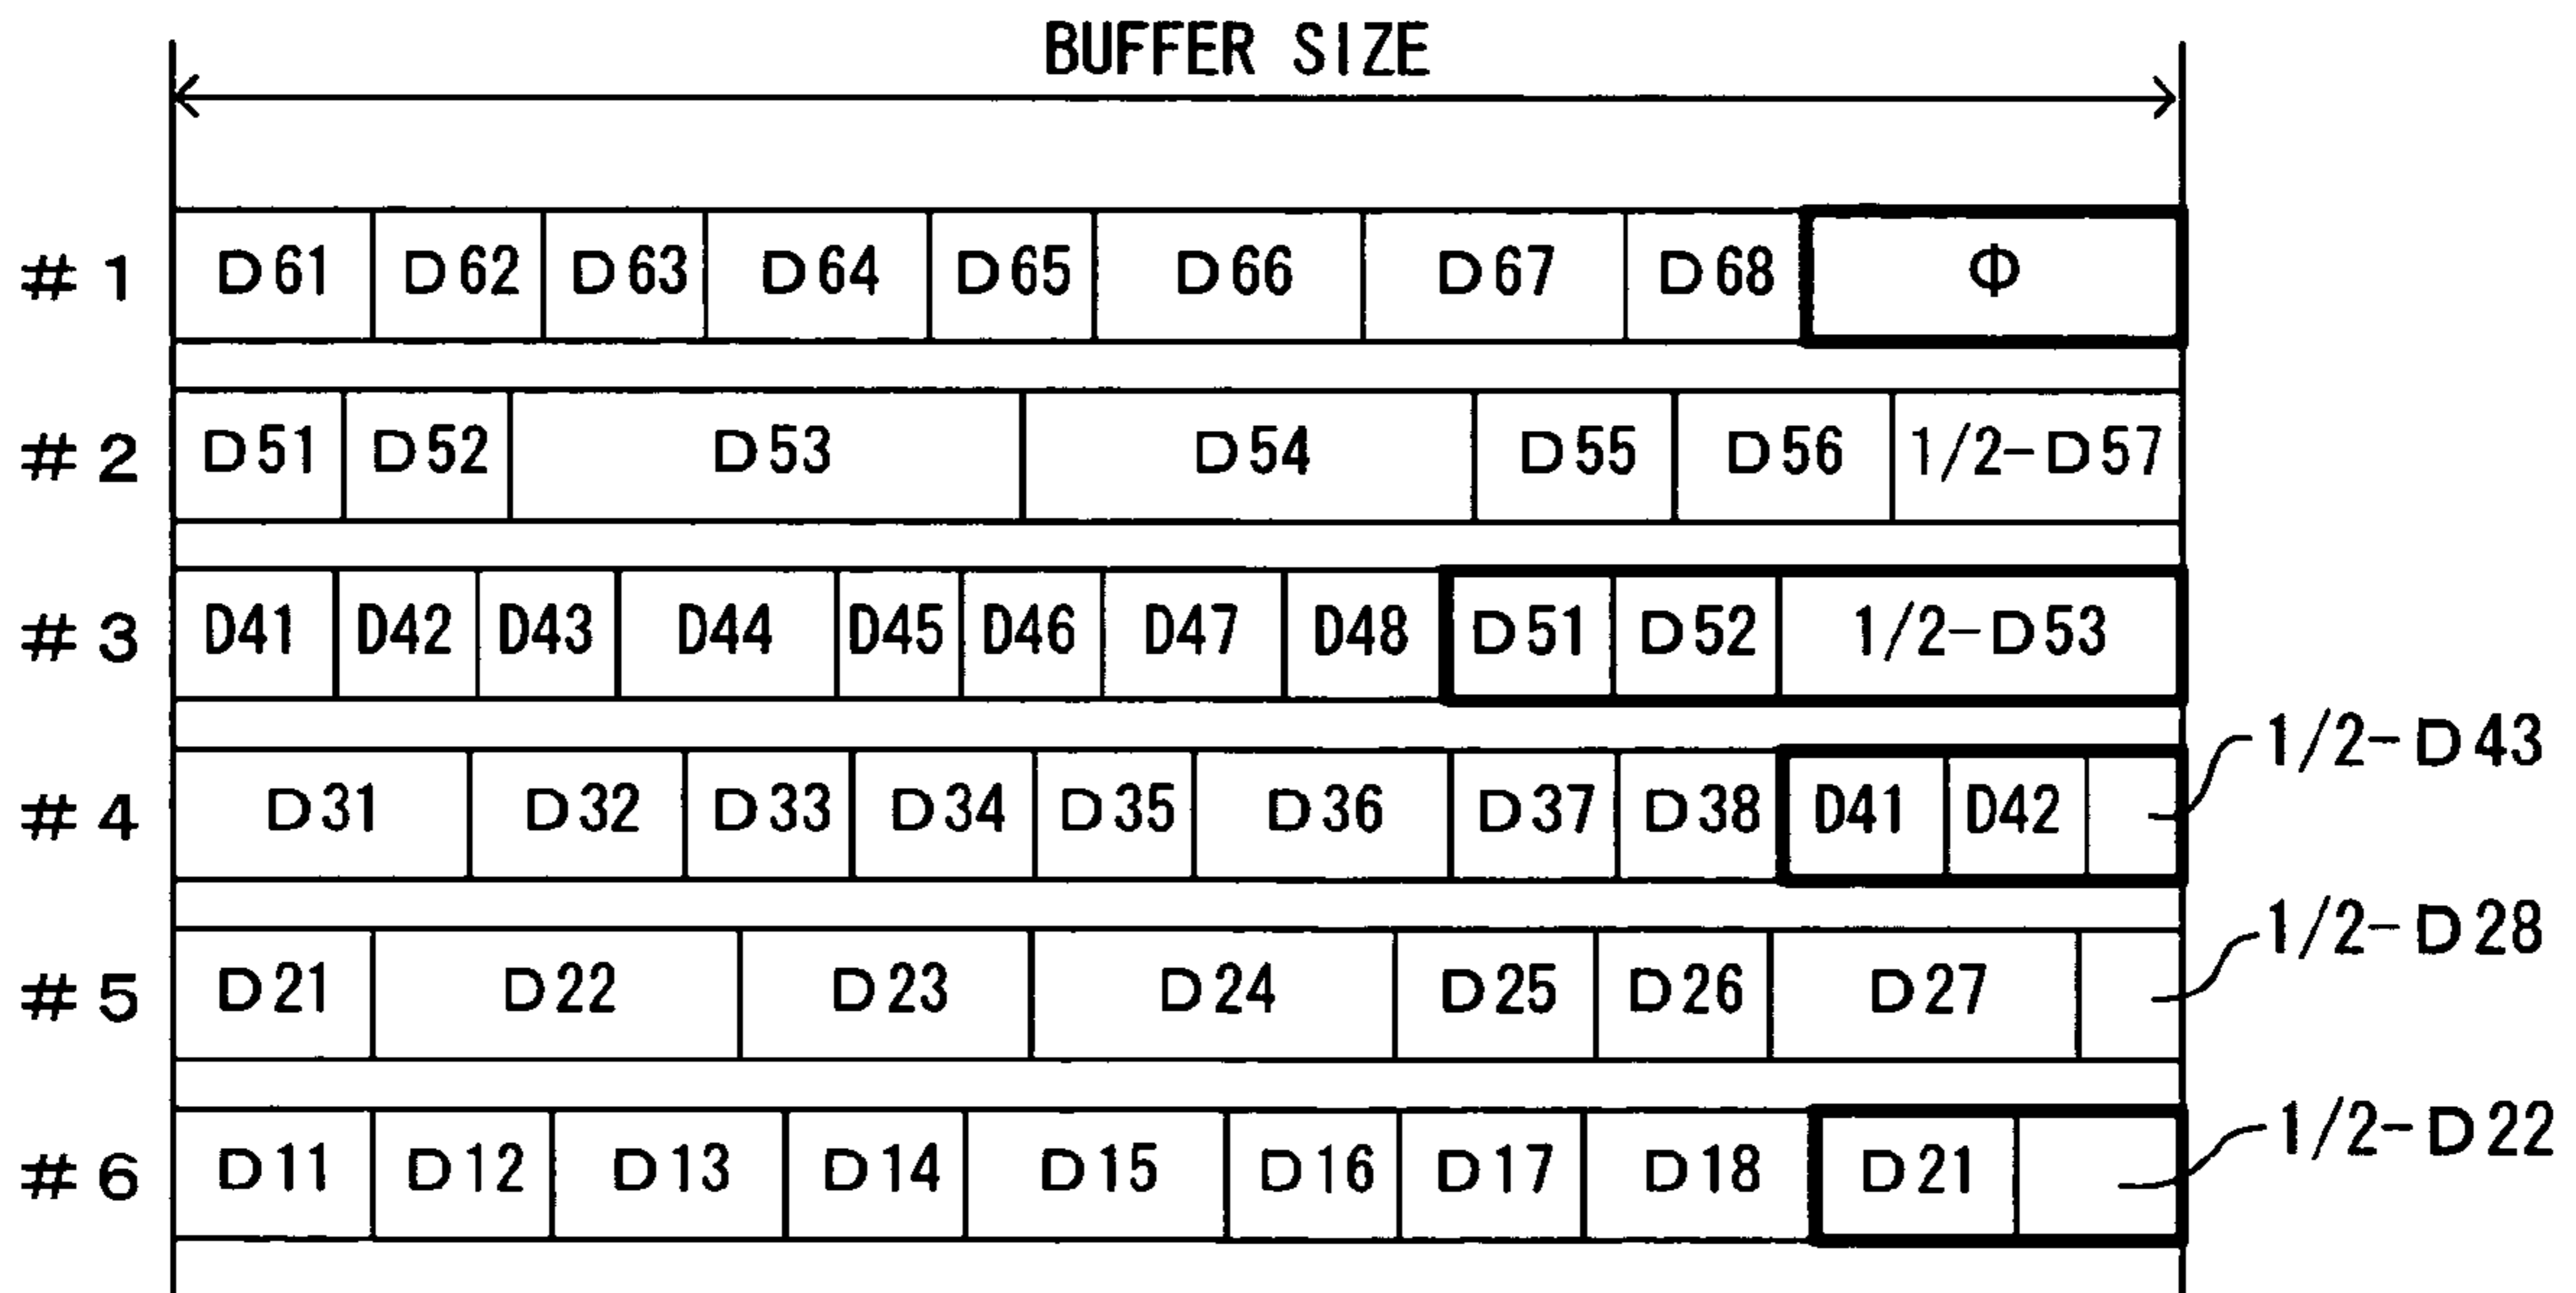 BUFFER SIZE
#1 D61 D62 D63 D64 D65 D66 D67 D68 Φ
#2 D51 D52 D53 D54 D55 D56 1/2-D57
#3 D41 D42 D43 D44 D45 D46 D47 D48 D51 D52 1/2-D53
#4 D31 D32 D33 D34 D35 D36 D37 D38 D41 D42 1/2-D43
#5 D21 D22 D23 D24 D25 D26 D27 1/2-D28
#6 D11 D12 D13 D14 D15 D16 D17 D18 D21 1/2-D22